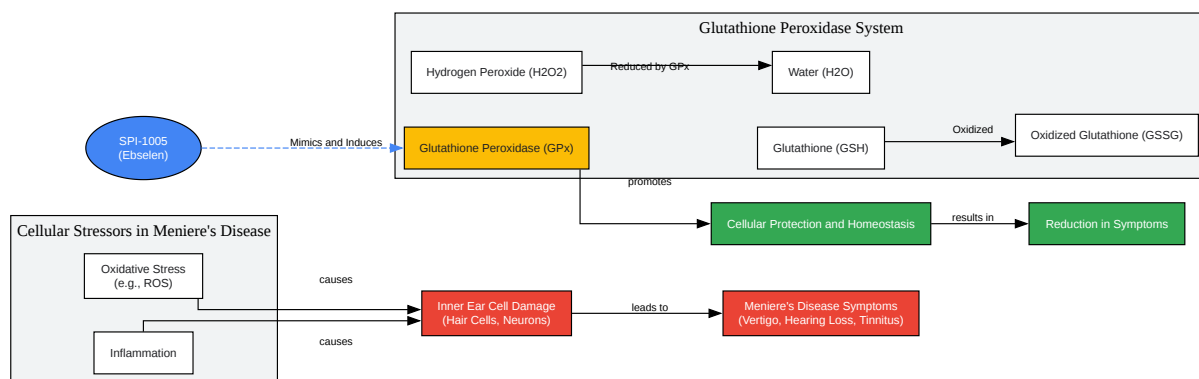 Glutathione Peroxidase System
Hydrogen Peroxide (H2O2)
Reduced by GPx
Water (H2O)
SPI-1005
(Ebselen)
Mimics and Induces
Glutathione Peroxidase (GPx)
Glutathione (GSH)
Oxidized
Oxidized Glutathione (GSSG)
promotes
Cellular Protection and Homeostasis
results in
Reduction in Symptoms
Cellular Stressors in Meniere's Disease
Oxidative Stress
(e.g., ROS)
causes
Inner Ear Cell Damage
(Hair Cells, Neurons)
leads to
Meniere's Disease Symptoms
(Vertigo, Hearing Loss, Tinnitus)
causes
Inflammation